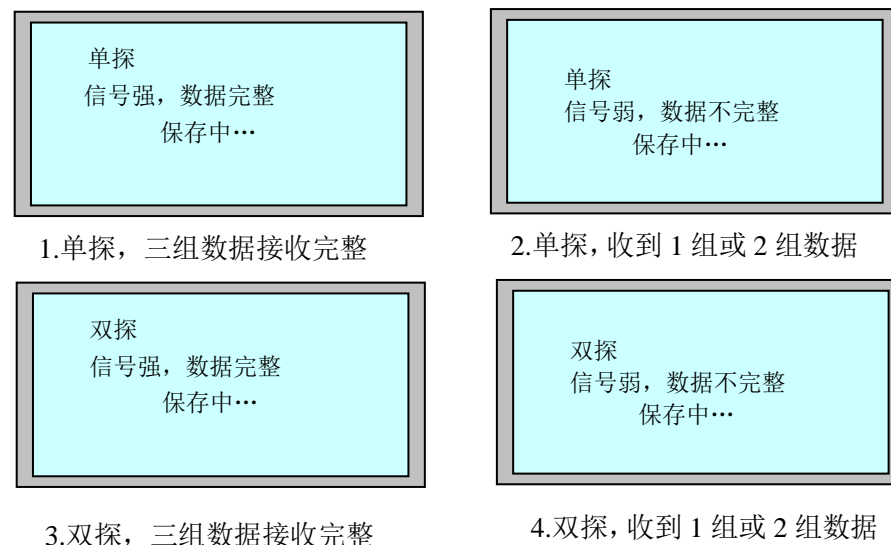 单探
信号强，数据完整
保存中…
单探
信号弱，数据不完整
保存中…
1.单探，三组数据接收完整
2.单探，收到 1 组或 2 组数据
双探
信号强，数据完整
保存中…
双探
信号弱，数据不完整
保存中…
3.双探，三组数据接收完整
4.双探，收到 1 组或 2 组数据